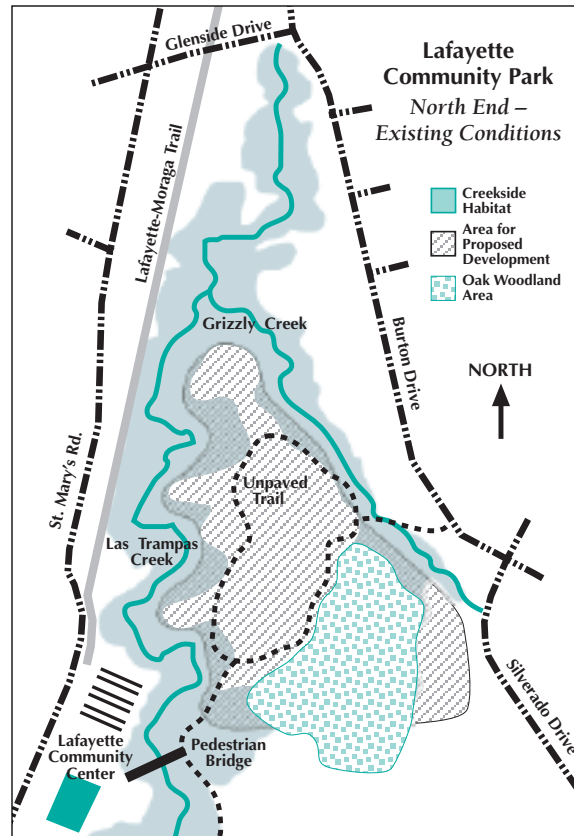 Glenside Drive
Lafayette
Community Park
North End –
Existing Conditions
Creekside
Habitat
Area for
Proposed
Development
Oak Woodland
Area
Lafayette-Moraga Trail
Grizzly Creek
Burton Drive
NORTH
St. Mary's Rd.
Unpaved
Trail
Las Trampas
Creek
Silverado Drive
Lafayette
Community
Center
Pedestrian
Bridge